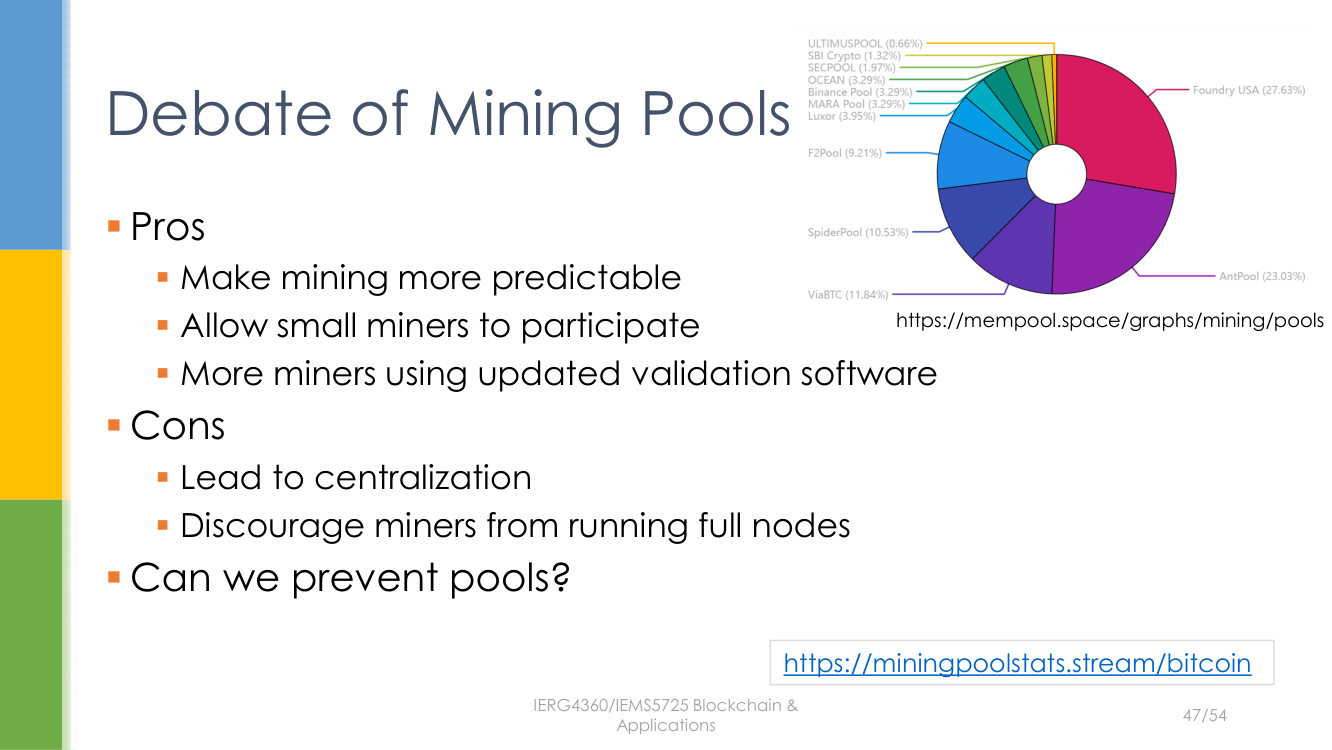 Debate of Mining Pools
ULTIMUSPOOL (0.66%)
SBI Crypto (1.32%)
SECPOOL (1.97%)
OCEAN (3.29%)
Binance Pool (3.29%)
MARA Pool (3.29%)
Luxor (3.95%)
F2Pool (9.21%)
SpiderPool (10.53%)
ViaBTC (11.84%)
Foundry USA (27.63%)
AntPool (23.03%)
https://mempool.space/graphs/mining/pools
Pros
Make mining more predictable
Allow small miners to participate
More miners using updated validation software
Cons
Lead to centralization
Discourage miners from running full nodes
Can we prevent pools?
https://miningpoolstats.stream/bitcoin
IERG4360/IEMS5725 Blockchain &
Applications
47/54